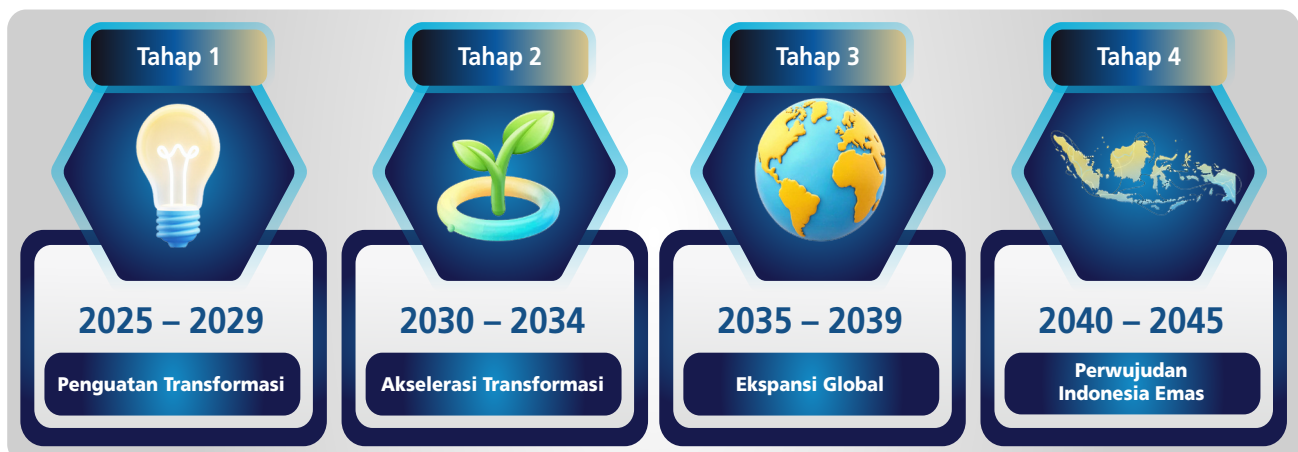 Tahap 1
2025 – 2029
Penguatan Transformasi
Tahap 2
2030 – 2034
Akselerasi Transformasi
Tahap 3
2035 – 2039
Ekspansi Global
Tahap 4
2040 – 2045
Perwujudan
Indonesia Emas